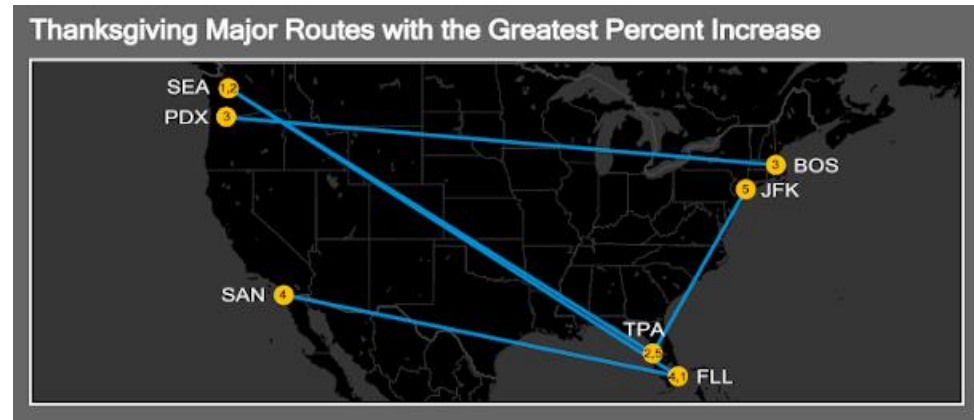 Thanksgiving Major Routes with the Greatest Percent Increase
SEA 1,2
PDX 3
3 BOS
5 JFK
SAN 4
TPA
2,5
4,1 FLL